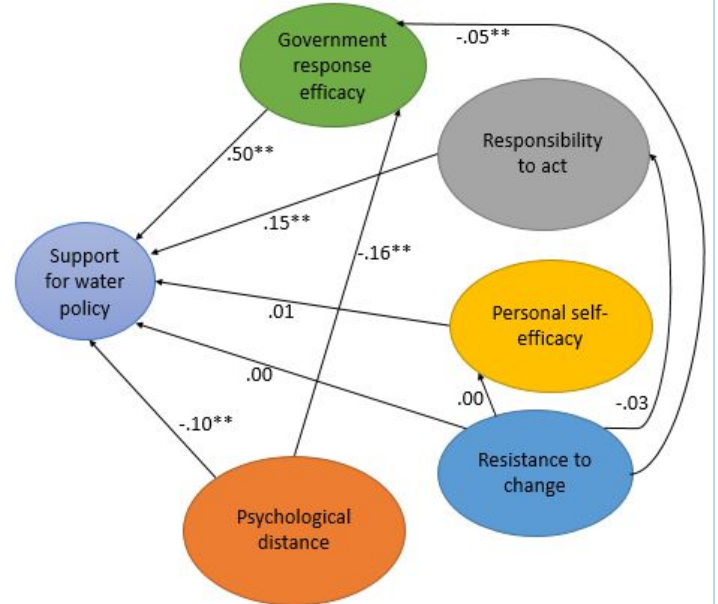 Government
response
efficacy
-.05**
Responsibility
to act
.50**
.15**
-.16**
Support
for water
policy
Personal self-
efficacy
.01
.00
.00
-.03
-.10**
Resistance to
change
Psychological
distance